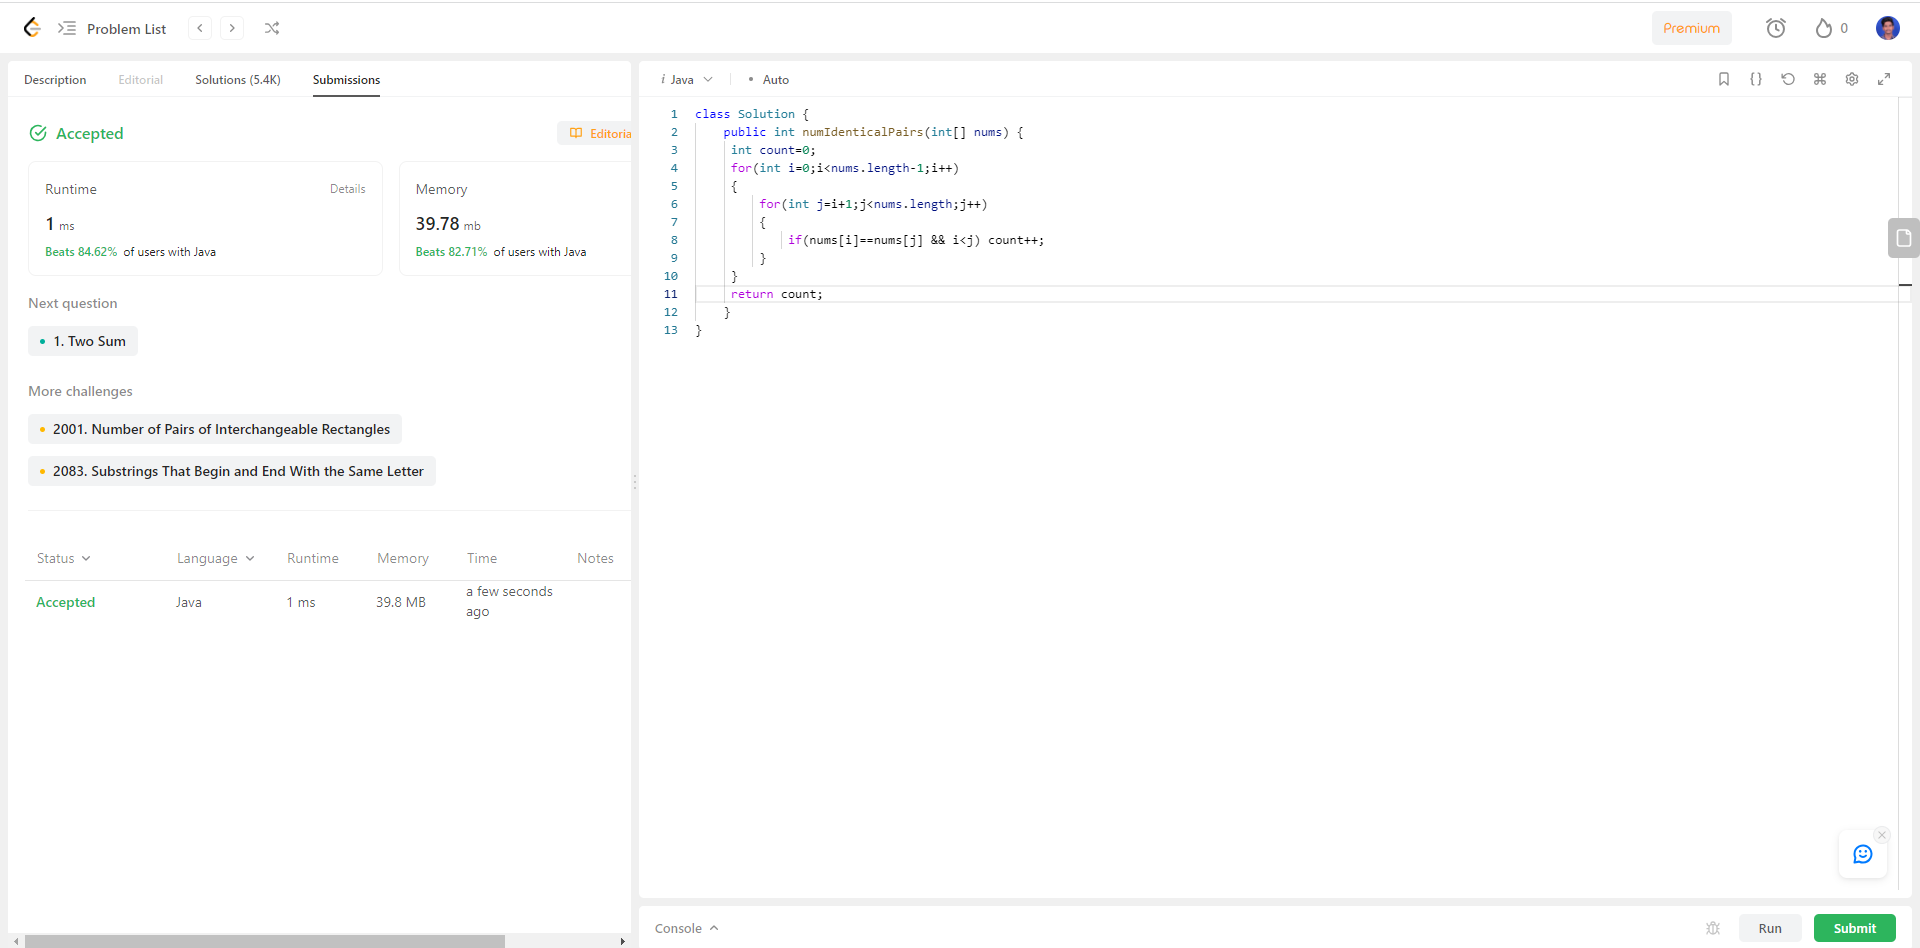 Problem List
Premium
0
Description Editorial Solutions (5.4K) Submissions
Accepted
Editoria
Runtime Details
1 ms
Beats 84.62% of users with Java
Memory
39.78 mb
Beats 82.71% of users with Java
Next question
1. Two Sum
More challenges
2001. Number of Pairs of Interchangeable Rectangles
2083. Substrings That Begin and End With the Same Letter
Status Language Runtime Memory Time Notes
Accepted Java 1 ms 39.8 MB a few seconds
ago
i Java • Auto
1 class Solution {
2 public int numIdenticalPairs(int[] nums) {
3 int count=0;
4 for(int i=0;i<nums.length-1;i++)
5 {
6 for(int j=i+1;j<nums.length;j++)
7 {
8 if(nums[i]==nums[j] && i<j) count++;
9 }
10 }
11 return count;
12 }
13 }
Console
Run
Submit